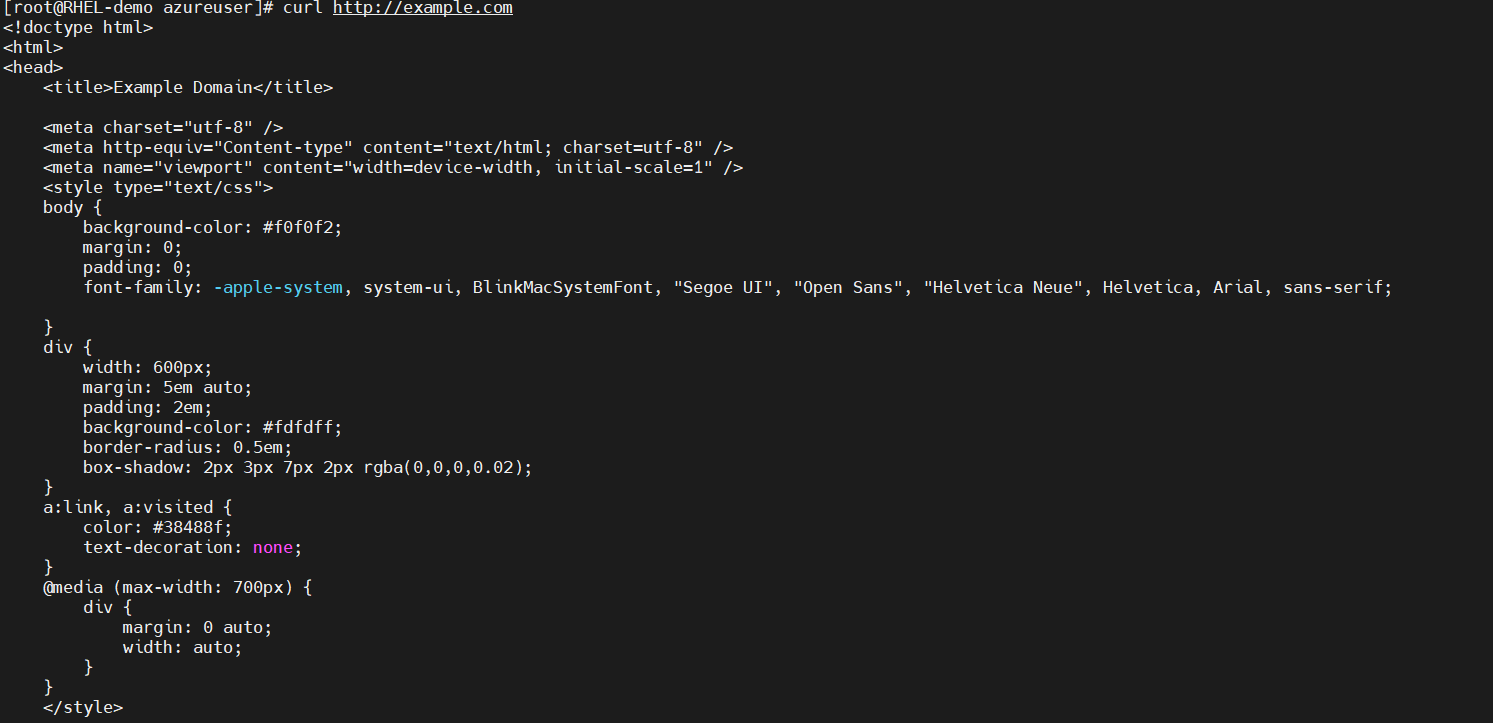 [root@RHEL-demo azureuser]# curl http://example.com
<!doctype html>
<html>
<head>
    <title>Example Domain</title>

    <meta charset="utf-8" />
    <meta http-equiv="Content-type" content="text/html; charset=utf-8" />
    <meta name="viewport" content="width=device-width, initial-scale=1" />
    <style type="text/css">
    body {
        background-color: #f0f0f2;
        margin: 0;
        padding: 0;
        font-family: -apple-system, system-ui, BlinkMacSystemFont, "Segoe UI", "Open Sans", "Helvetica Neue", Helvetica, Arial, sans-serif;

    }
    div {
        width: 600px;
        margin: 5em auto;
        padding: 2em;
        background-color: #fdfdff;
        border-radius: 0.5em;
        box-shadow: 2px 3px 7px 2px rgba(0,0,0,0.02);
    }
    a:link, a:visited {
        color: #38488f;
        text-decoration: none;
    }
    @media (max-width: 700px) {
        div {
            margin: 0 auto;
            width: auto;
        }
    }
    </style>